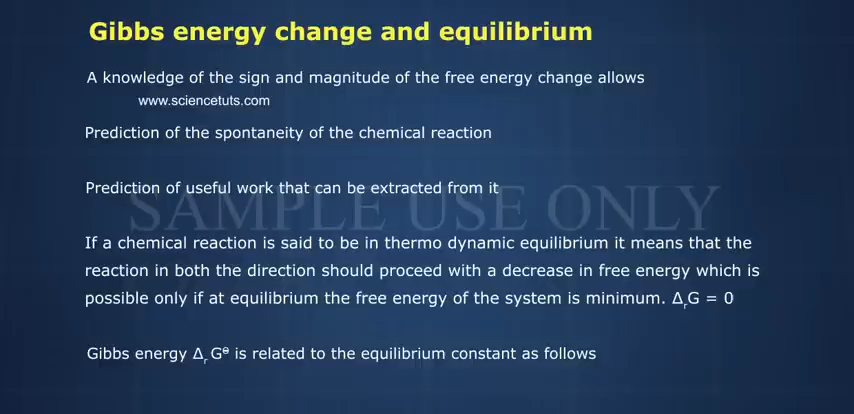 Gibbs energy change and equilibrium
A knowledge of the sign and magnitude of the free energy change allows
www.sciencetuts.com
Prediction of the spontaneity of the chemical reaction
Prediction of useful work that can be extracted from it
SAMPLE USE ONLY
If a chemical reaction is said to be in thermo dynamic equilibrium it means that the
reaction in both the direction should proceed with a decrease in free energy which is
possible only if at equilibrium the free energy of the system is minimum. ΔᵣG = 0
Gibbs energy Δᵣ G⊖ is related to the equilibrium constant as follows